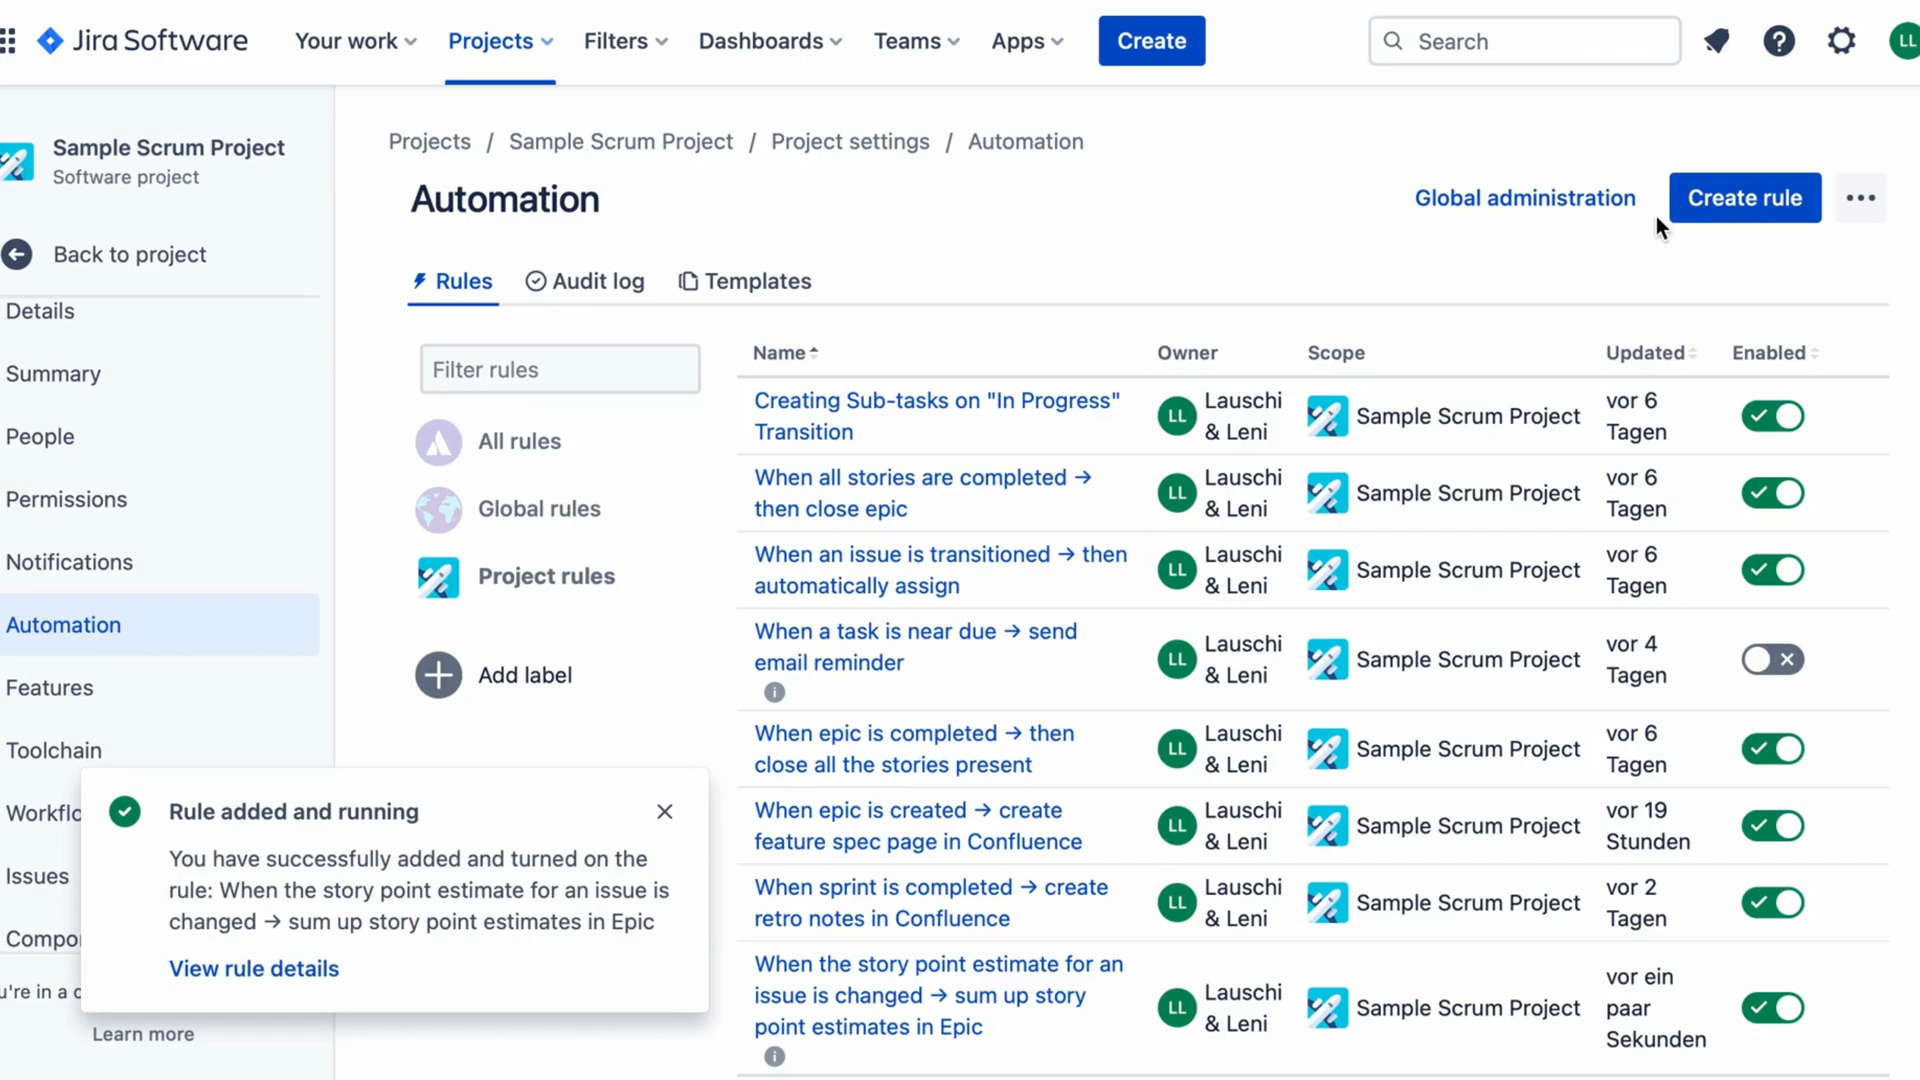 Jira Software
Your work
Projects
Filters
Dashboards
Teams
Apps
Create
Search
LL
Sample Scrum Project
Software project
Back to project
Details
Summary
People
Permissions
Notifications
Automation
Features
Toolchain
Workflo
Issues
Compo
u're in a c
Learn more
Projects / Sample Scrum Project / Project settings / Automation
Automation
Global administration
Create rule
Rules
Audit log
Templates
Filter rules
All rules
Global rules
Project rules
Add label
Name
Owner
Scope
Updated
Enabled
Creating Sub-tasks on "In Progress"
Transition
LL
Lauschi
& Leni
Sample Scrum Project
vor 6
Tagen
When all stories are completed →
then close epic
LL
Lauschi
& Leni
Sample Scrum Project
vor 6
Tagen
When an issue is transitioned → then
automatically assign
LL
Lauschi
& Leni
Sample Scrum Project
vor 6
Tagen
When a task is near due → send
email reminder
LL
Lauschi
& Leni
Sample Scrum Project
vor 4
Tagen
When epic is completed → then
close all the stories present
LL
Lauschi
& Leni
Sample Scrum Project
vor 6
Tagen
When epic is created → create
feature spec page in Confluence
LL
Lauschi
& Leni
Sample Scrum Project
vor 19
Stunden
When sprint is completed → create
retro notes in Confluence
LL
Lauschi
& Leni
Sample Scrum Project
vor 2
Tagen
When the story point estimate for an
issue is changed → sum up story
point estimates in Epic
LL
Lauschi
& Leni
Sample Scrum Project
vor ein
paar
Sekunden
Rule added and running
You have successfully added and turned on the
rule: When the story point estimate for an issue is
changed → sum up story point estimates in Epic
View rule details